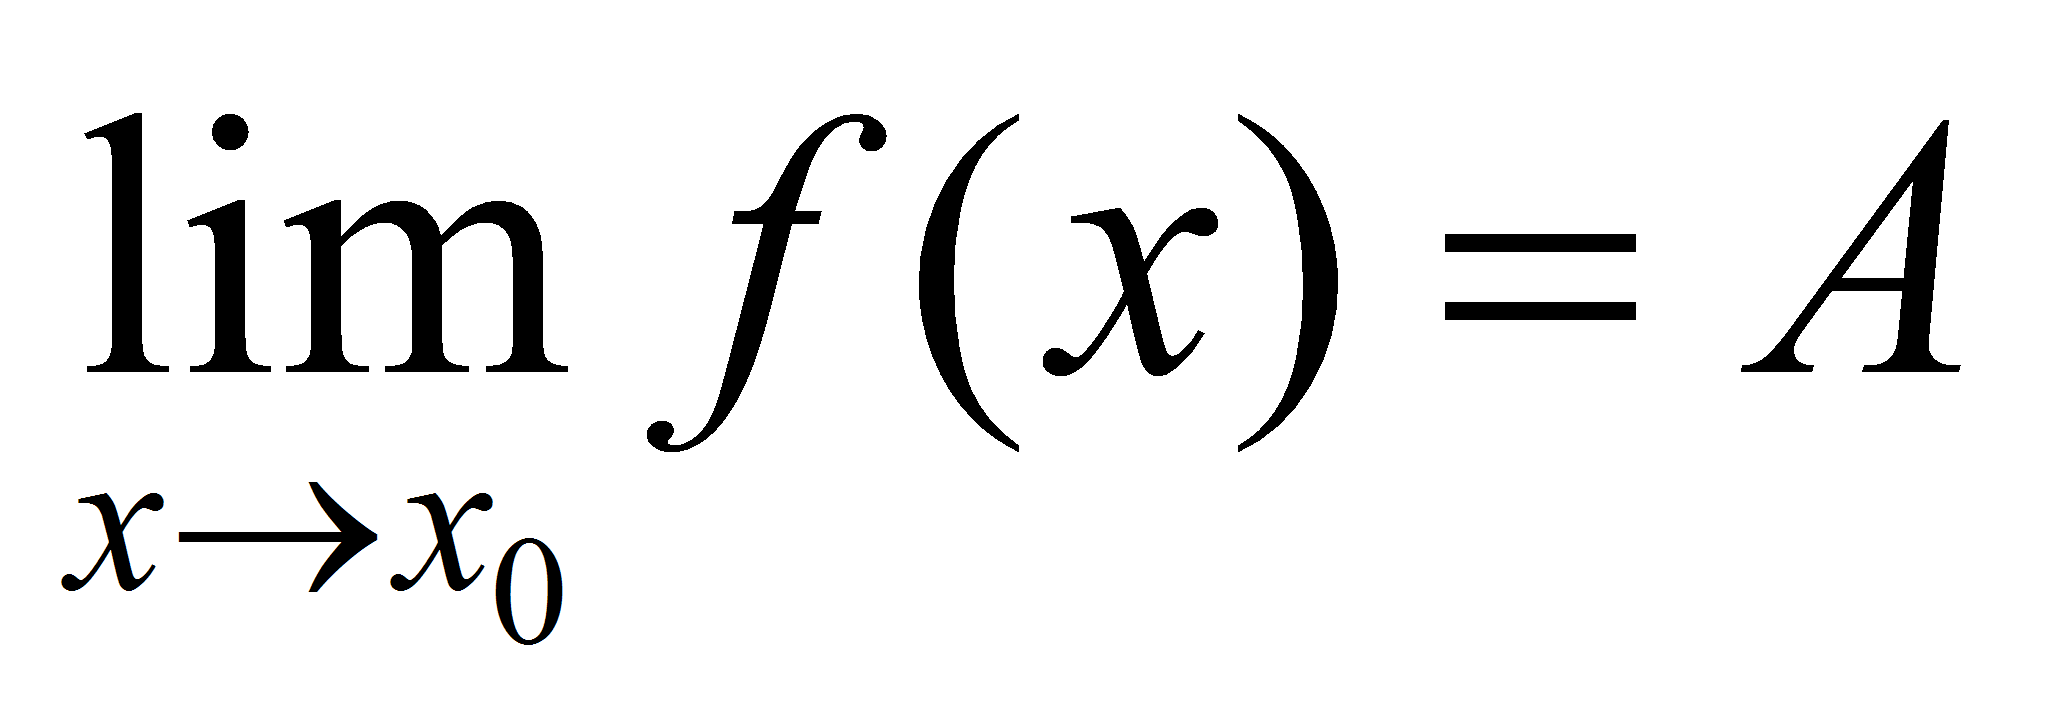 lim f(x) = A
x→x₀